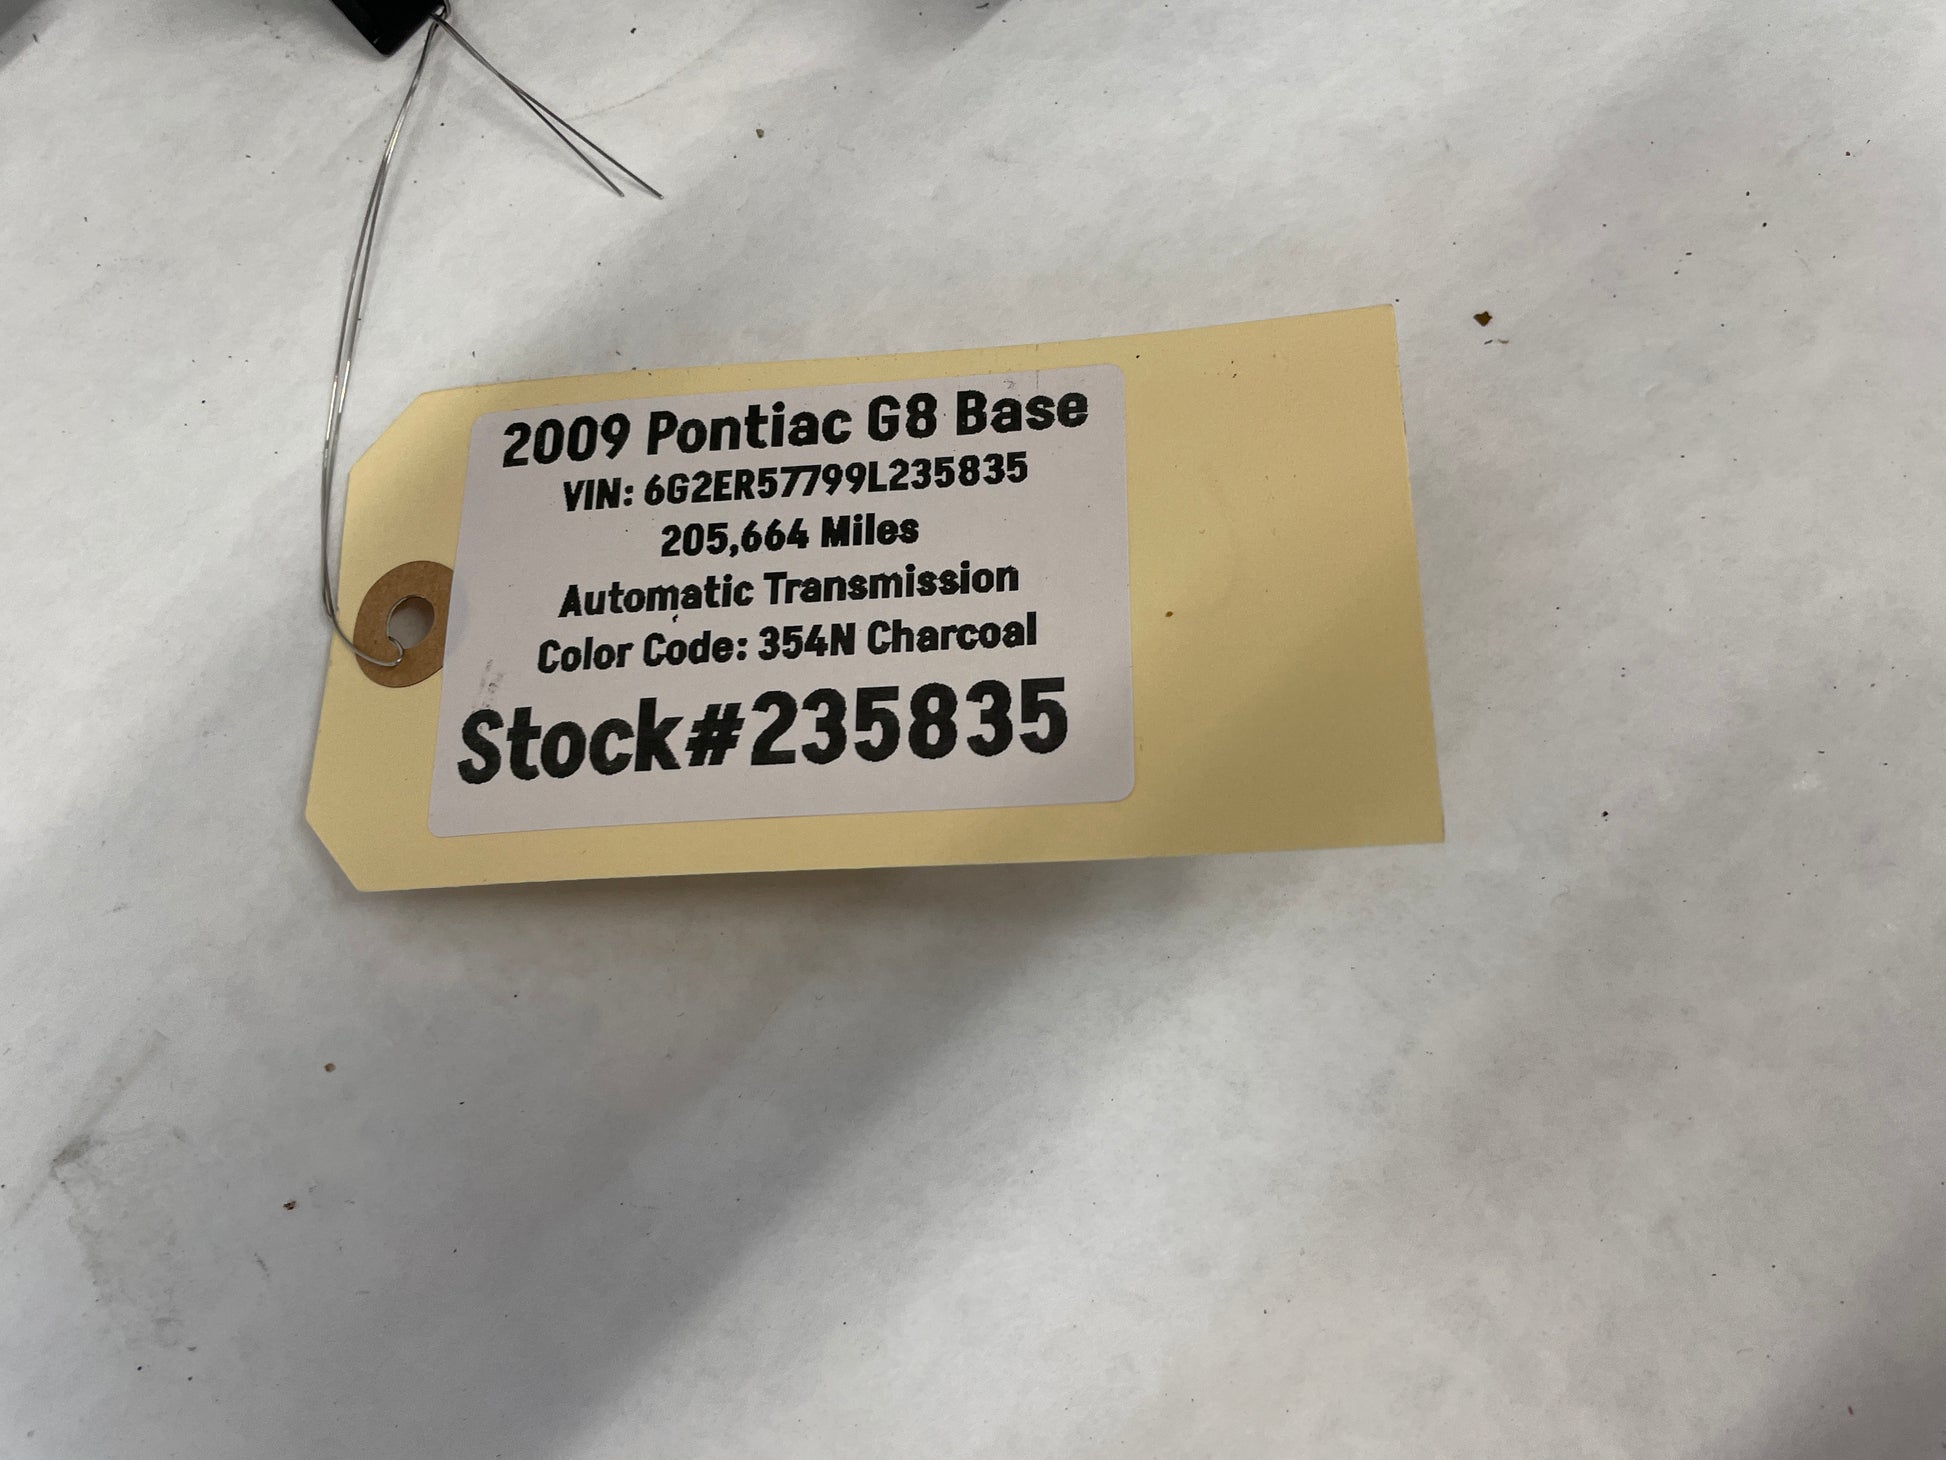 2009 Pontiac G8 Base
VIN: 6G2ER57799L235835
205,664 Miles
Automatic Transmission
Color Code: 354N Charcoal
Stock#235835